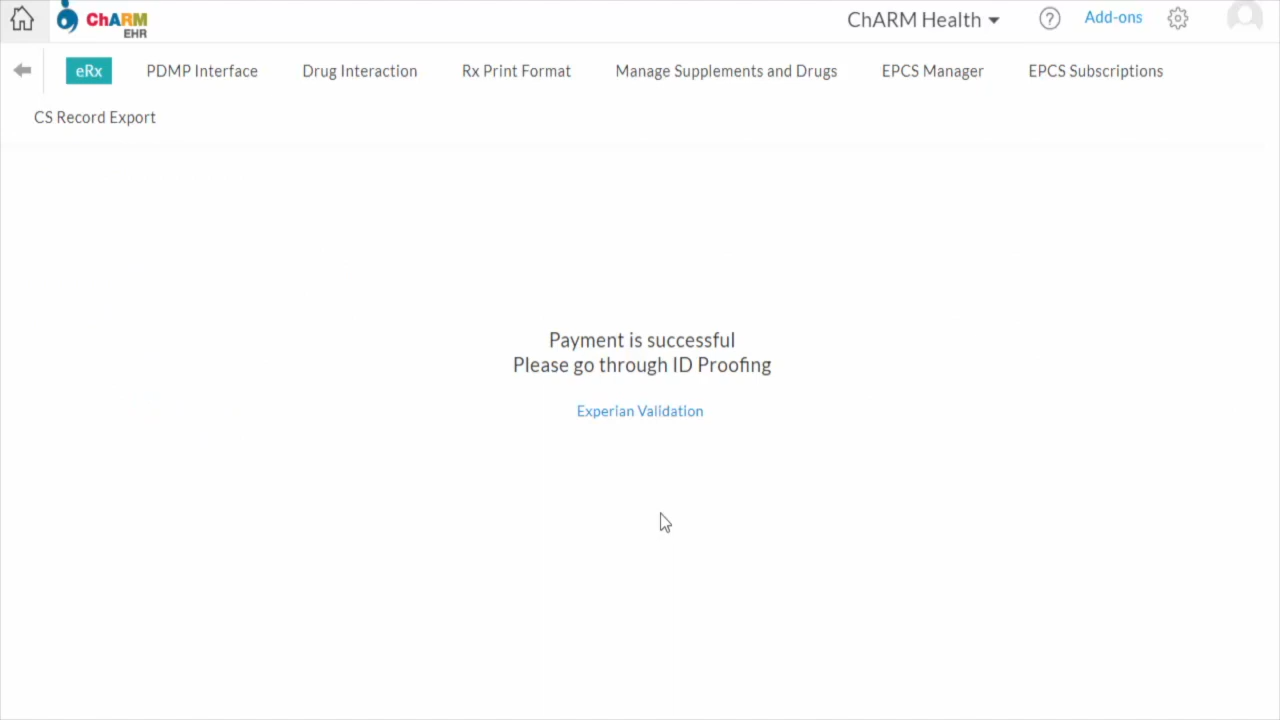 ChARM
EHR
ChARM Health
?
Add-ons
eRx
PDMP Interface
Drug Interaction
Rx Print Format
Manage Supplements and Drugs
EPCS Manager
EPCS Subscriptions
CS Record Export
Payment is successful
Please go through ID Proofing
Experian Validation